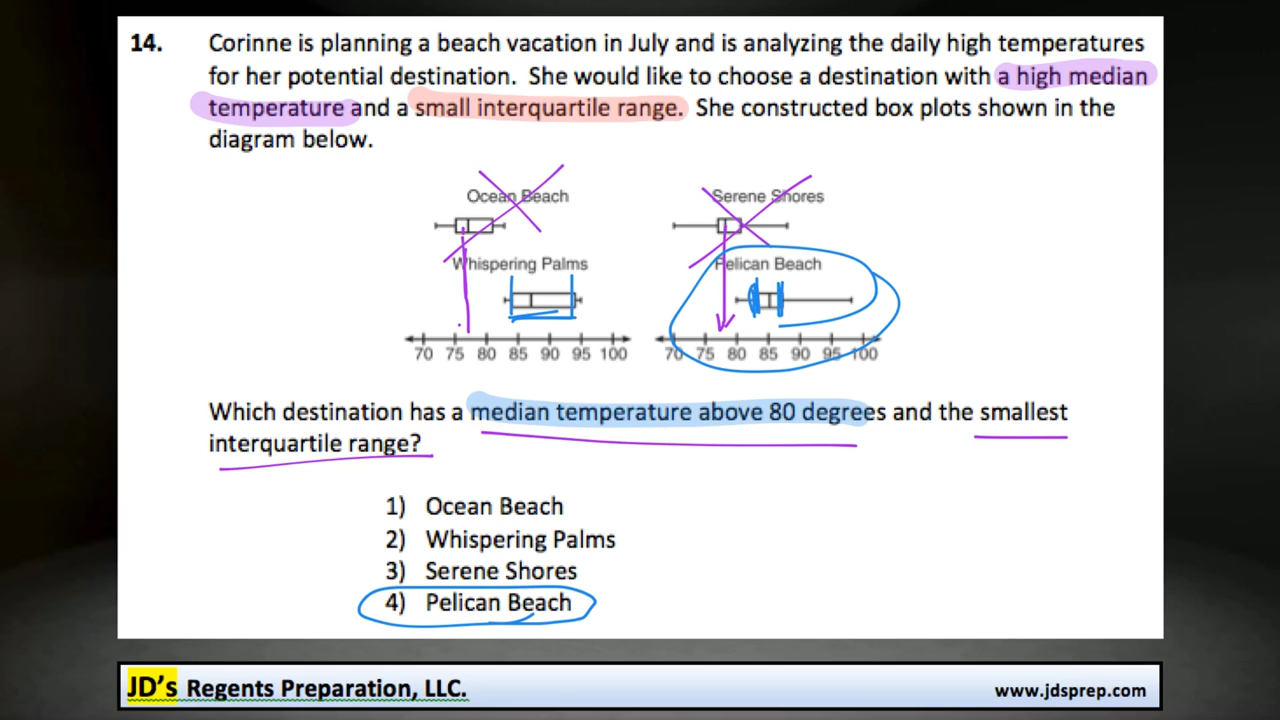 14. Corinne is planning a beach vacation in July and is analyzing the daily high temperatures
for her potential destination. She would like to choose a destination with a high median
temperature and a small interquartile range. She constructed box plots shown in the
diagram below.
Ocean Beach
Serene Shores
Whispering Palms
Pelican Beach
70 75 80 85 90 95 100
70 75 80 85 90 95 100
Which destination has a median temperature above 80 degrees and the smallest
interquartile range?
1) Ocean Beach
2) Whispering Palms
3) Serene Shores
4) Pelican Beach
JD's Regents Preparation, LLC.
www.jdsprep.com